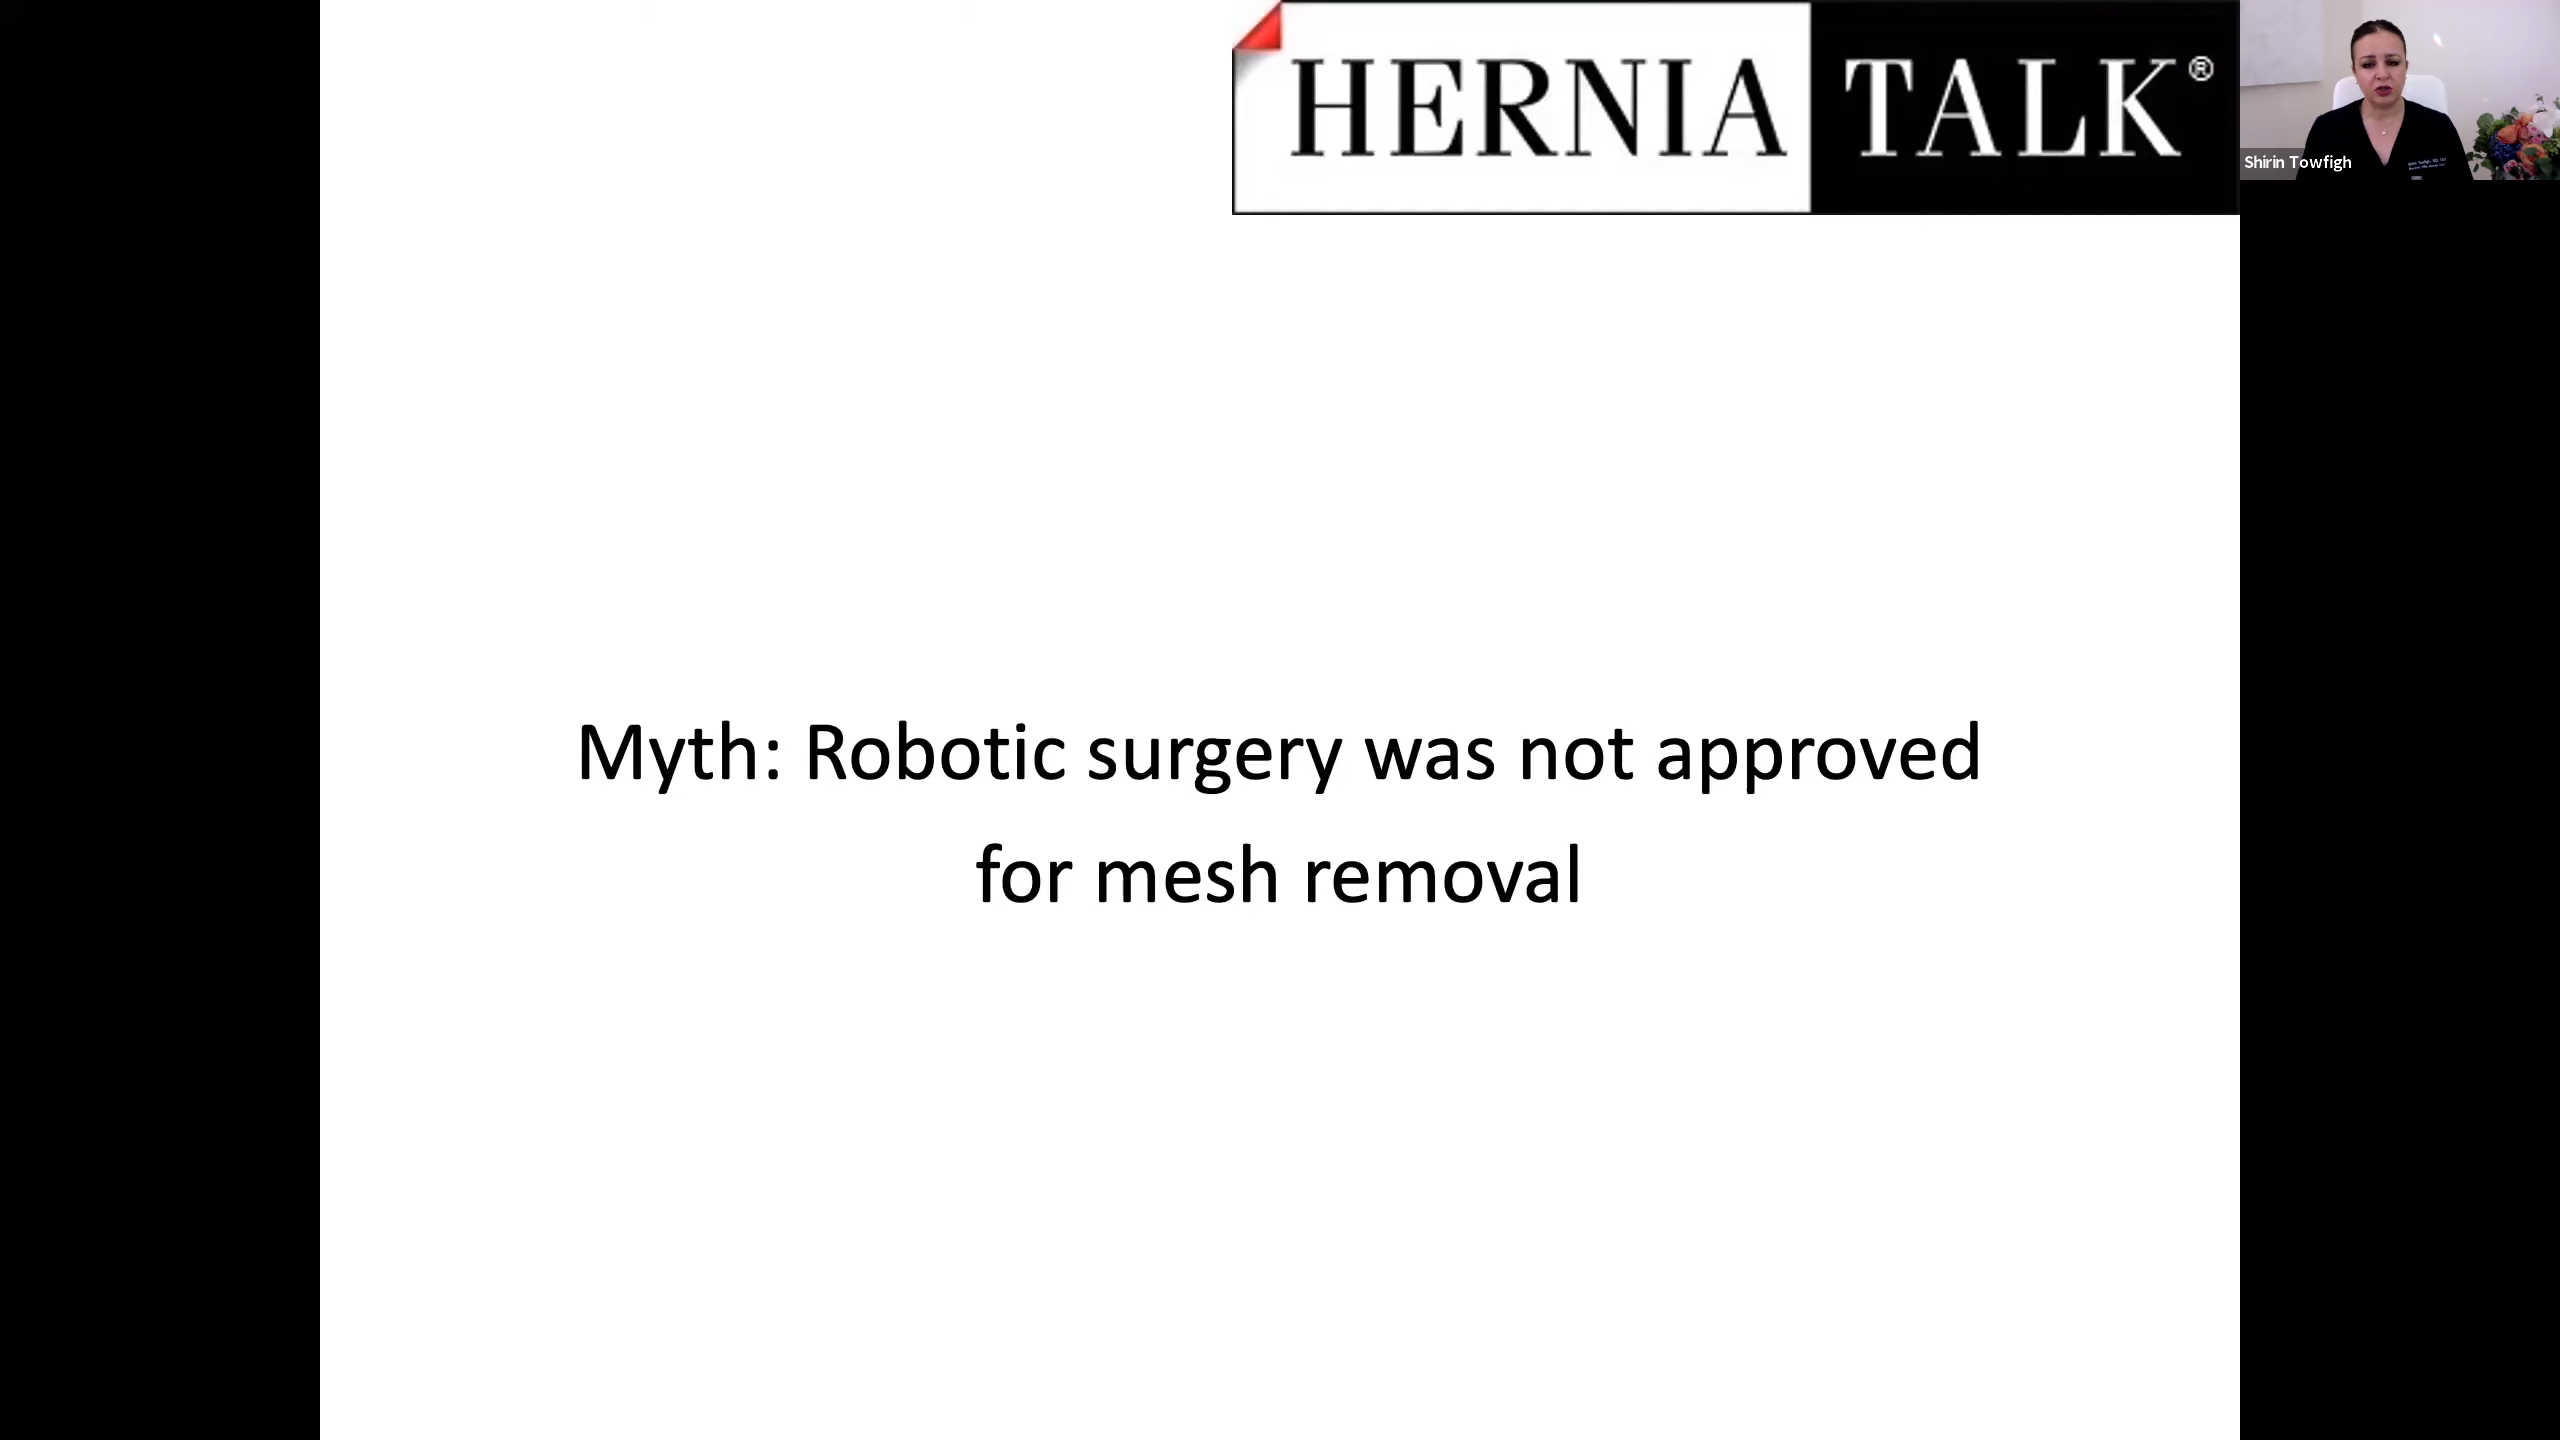 HERNIA TALK®
Shirin Towfigh
Myth: Robotic surgery was not approved
for mesh removal